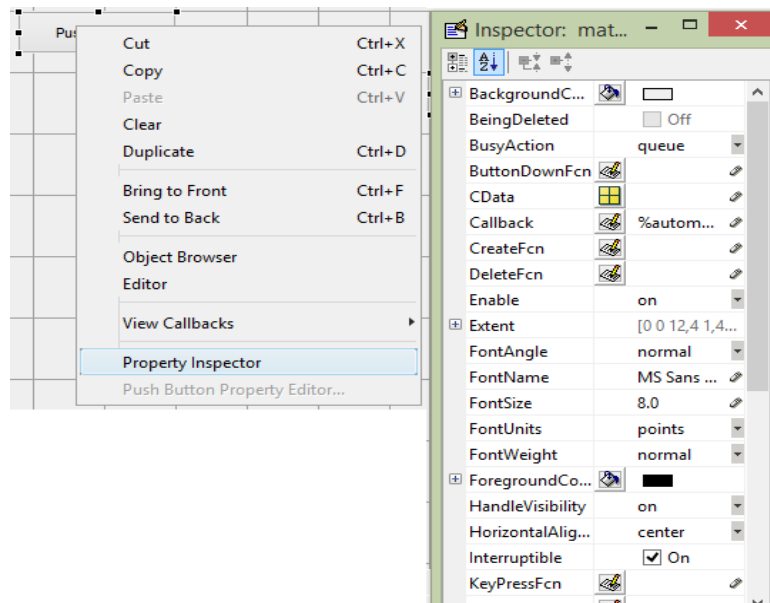 Pus
Cut Ctrl+X
Copy Ctrl+C
Paste Ctrl+V
Clear
Duplicate Ctrl+D
Bring to Front Ctrl+F
Send to Back Ctrl+B
Object Browser
Editor
View Callbacks
Property Inspector
Push Button Property Editor...
Inspector: mat...
BackgroundC...
BeingDeleted Off
BusyAction queue
ButtonDownFcn
CData
Callback %autom...
CreateFcn
DeleteFcn
Enable on
Extent [0 0 12,4 1,4...
FontAngle normal
FontName MS Sans ...
FontSize 8.0
FontUnits points
FontWeight normal
ForegroundCo...
HandleVisibility on
HorizontalAlig... center
Interruptible On
KeyPressFcn